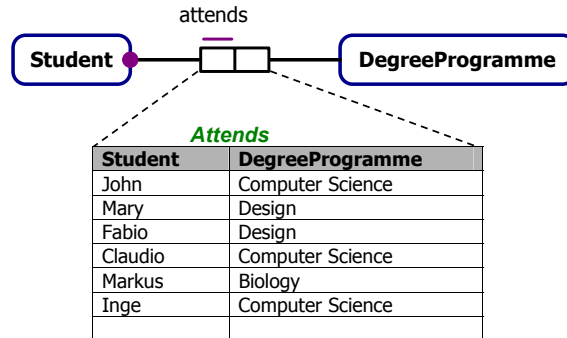 attends
Student DegreeProgramme
Attends
Student DegreeProgramme
John Computer Science
Mary Design
Fabio Design
Claudio Computer Science
Markus Biology
Inge Computer Science